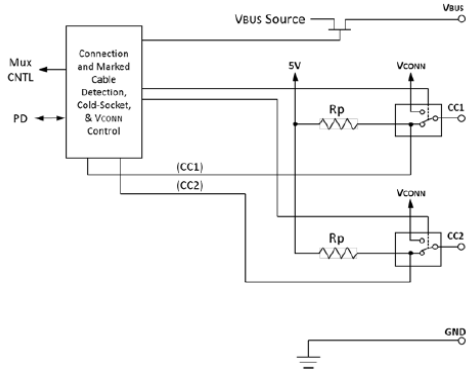 VBUS Source
VBUS
Connection
and Marked
Cable
Detection,
Cold-Socket,
& VCONN
Control
Mux
CNTL
PD
5V
VCONN
Rp
CC1
(CC1)
(CC2)
VCONN
Rp
CC2
GND